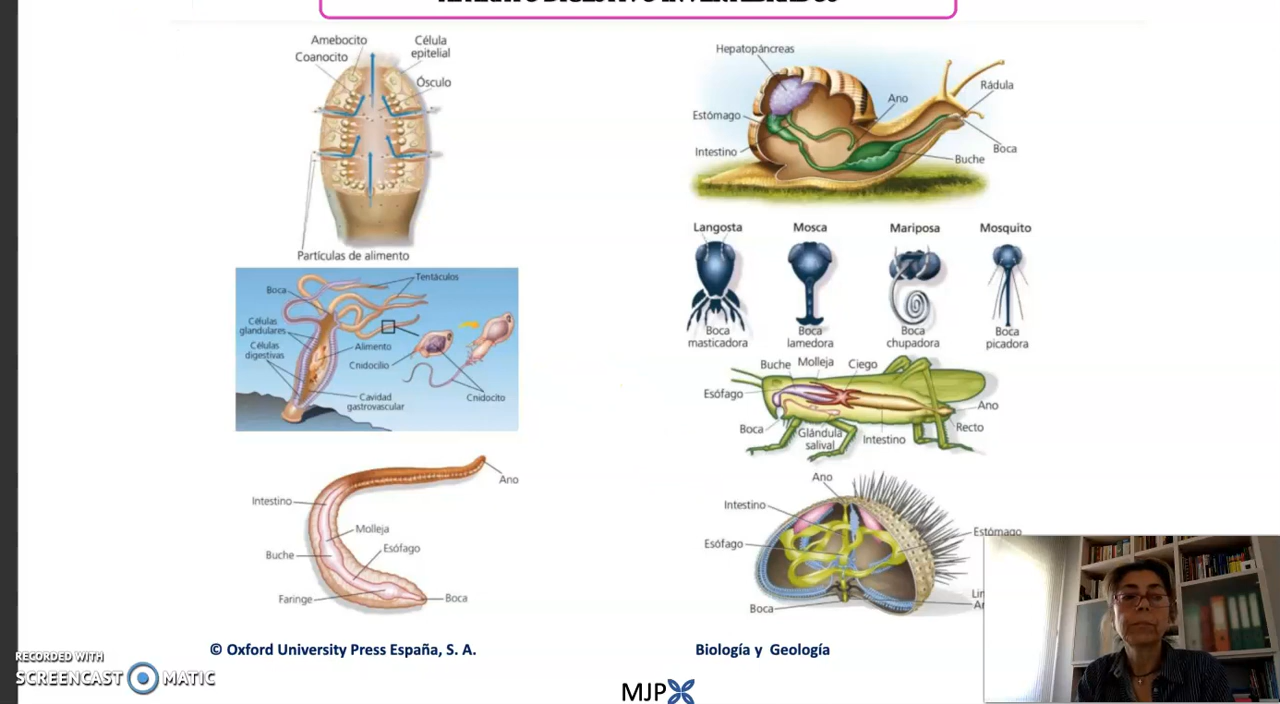 APARATO DIGESTIVO INVERTEBRADOS
Amebocito
Coanocito
Célula
epitelial
Ósculo
Partículas de alimento
Tentáculos
Boca
Células
glandulares
Células
digestivas
Alimento
Cnidocilio
Cavidad
gastrovascular
Cnidocito
Ano
Intestino
Molleja
Esófago
Buche
Faringe
Boca
Hepatopáncreas
Rádula
Ano
Estómago
Intestino
Boca
Buche
Langosta
Mosca
Mariposa
Mosquito
Boca
masticadora
Boca
lamedora
Boca
chupadora
Boca
picadora
Buche
Molleja
Ciego
Esófago
Ano
Boca
Glándula
salival
Intestino
Recto
Ano
Intestino
Estómago
Esófago
Boca
© Oxford University Press España, S. A.
Biología y Geología
RECORDED WITH
SCREENCAST MATIC
MJP